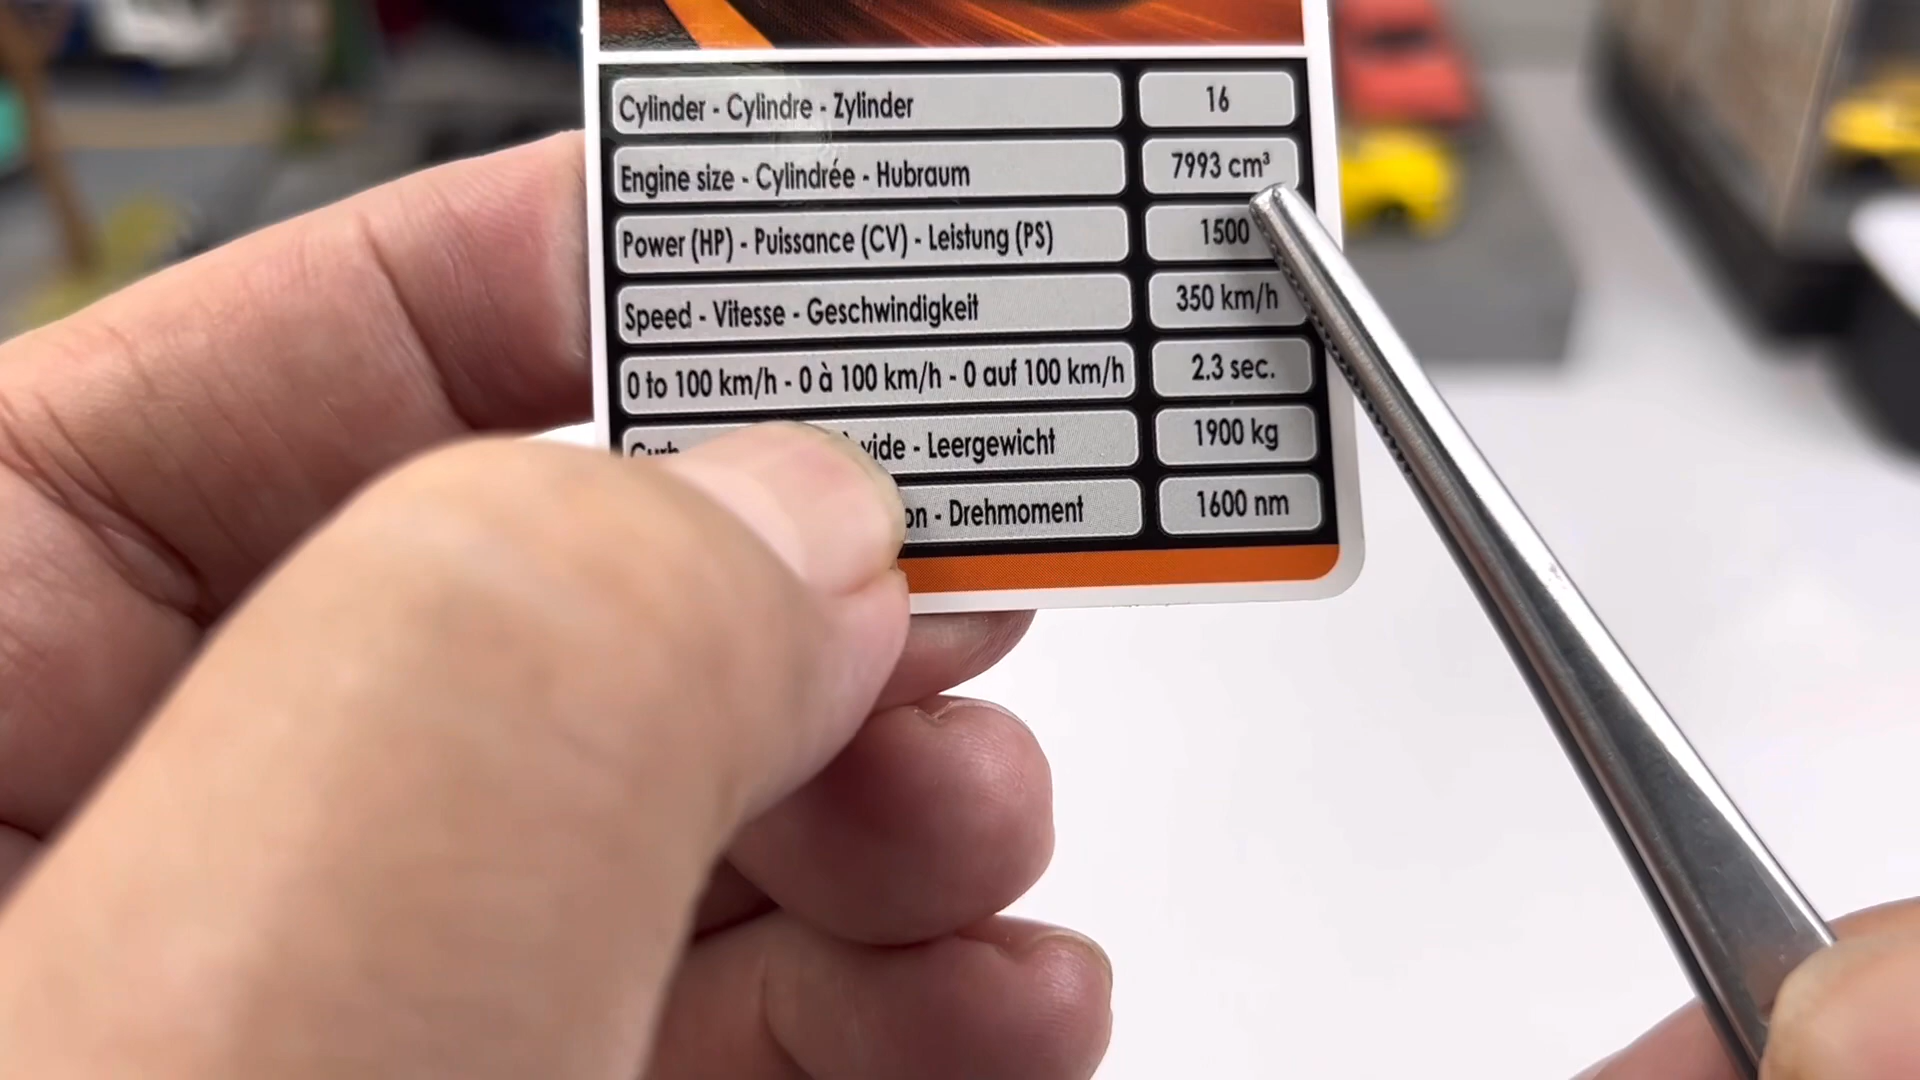 Cylinder - Cylindre - Zylinder 16
Engine size - Cylindrée - Hubraum 7993 cm³
Power (HP) - Puissance (CV) - Leistung (PS) 1500
Speed - Vitesse - Geschwindigkeit 350 km/h
0 to 100 km/h - 0 à 100 km/h - 0 auf 100 km/h 2.3 sec.
vide - Leergewicht 1900 kg
- Drehmoment 1600 nm